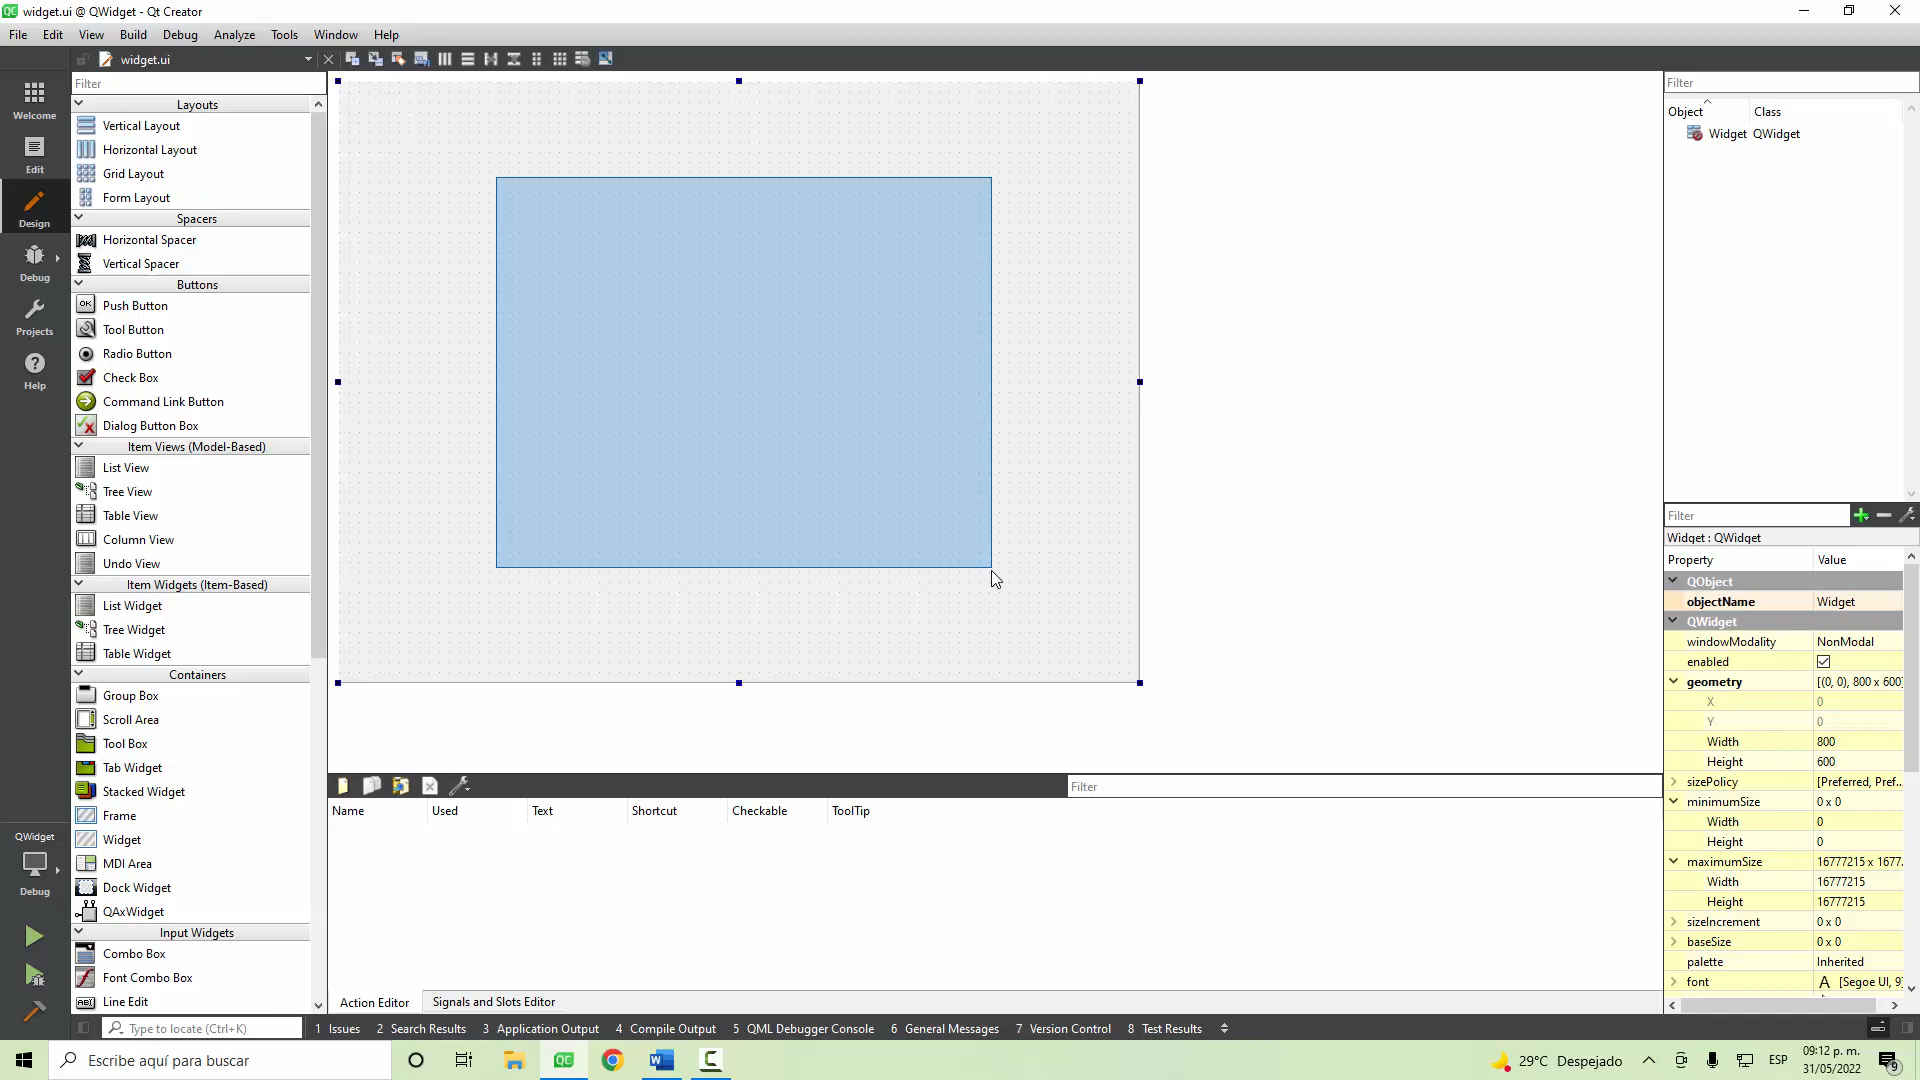 widget.ui @ QWidget - Qt Creator
File Edit View Build Debug Analyze Tools Window Help
widget.ui
Filter
Layouts
Vertical Layout
Horizontal Layout
Grid Layout
Form Layout
Spacers
Horizontal Spacer
Vertical Spacer
Buttons
Push Button
Tool Button
Radio Button
Check Box
Command Link Button
Dialog Button Box
Item Views (Model-Based)
List View
Tree View
Table View
Column View
Undo View
Item Widgets (Item-Based)
List Widget
Tree Widget
Table Widget
Containers
Group Box
Scroll Area
Tool Box
Tab Widget
Stacked Widget
Frame
Widget
MDI Area
Dock Widget
QAxWidget
Input Widgets
Combo Box
Font Combo Box
Line Edit
Welcome
Edit
Design
Debug
Projects
Help
QWidget
Debug
Filter
Name Used Text Shortcut Checkable ToolTip
Action Editor Signals and Slots Editor
Filter
Object Class
Widget QWidget
Filter
Widget : QWidget
Property Value
QObject
objectName Widget
QWidget
windowModality NonModal
enabled
geometry [(0, 0), 800 x 600]
X 0
Y 0
Width 800
Height 600
sizePolicy [Preferred, Pref...
minimumSize 0 x 0
Width 0
Height 0
maximumSize 16777215 x 1677...
Width 16777215
Height 16777215
sizeIncrement 0 x 0
baseSize 0 x 0
palette Inherited
font A [Segoe UI, 9]
Type to locate (Ctrl+K) 1 Issues 2 Search Results 3 Application Output 4 Compile Output 5 QML Debugger Console 6 General Messages 7 Version Control 8 Test Results
Escribe aquí para buscar
29°C Despejado
ESP
09:12 p. m.
31/05/2022
9